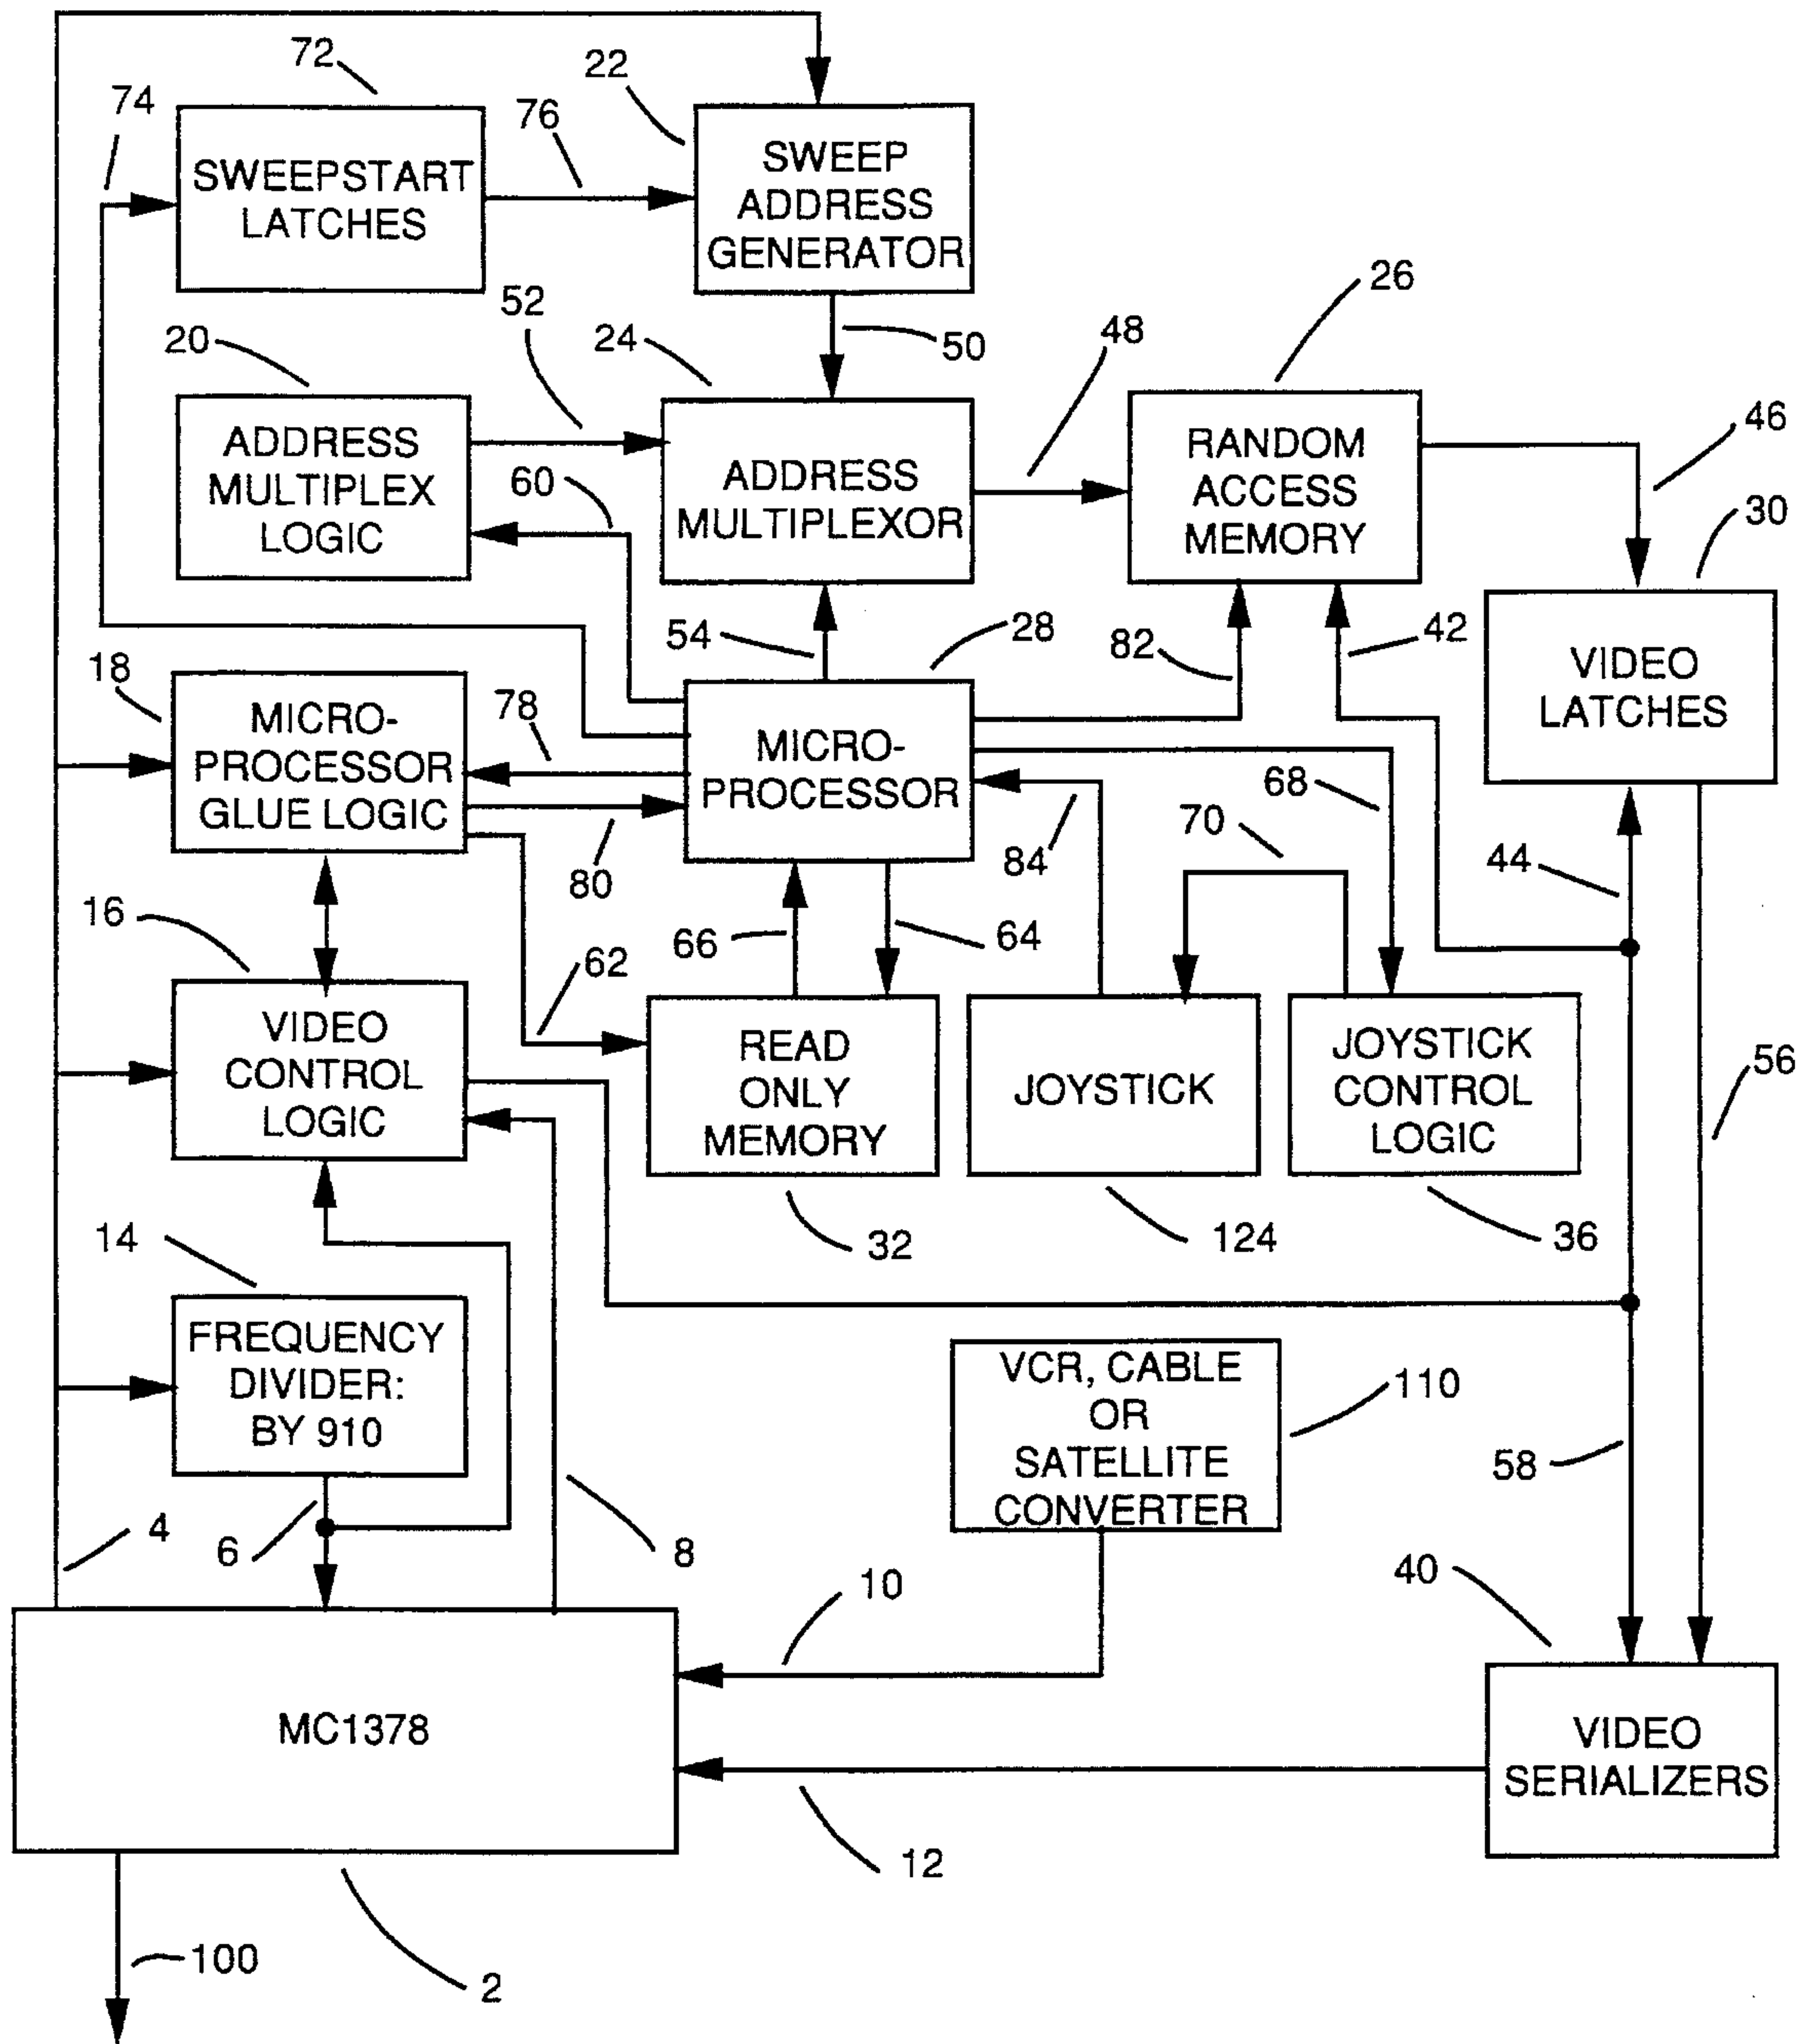 72
22
74
76
SWEEPSTART
LATCHES
SWEEP
ADDRESS
GENERATOR
26
52
20
24
50
48
46
ADDRESS
MULTIPLEX
LOGIC
60
ADDRESS
MULTIPLEXOR
RANDOM
ACCESS
MEMORY
30
54
28
82
42
VIDEO
LATCHES
18
MICRO-
PROCESSOR
GLUE LOGIC
78
MICRO-
PROCESSOR
68
70
84
80
44
16
66
64
62
VIDEO
CONTROL
LOGIC
READ
ONLY
MEMORY
JOYSTICK
JOYSTICK
CONTROL
LOGIC
56
14
32
124
36
FREQUENCY
DIVIDER:
BY 910
VCR, CABLE
OR
SATELLITE
CONVERTER
110
58
4
6
8
10
40
MC1378
VIDEO
SERIALIZERS
12
100
2